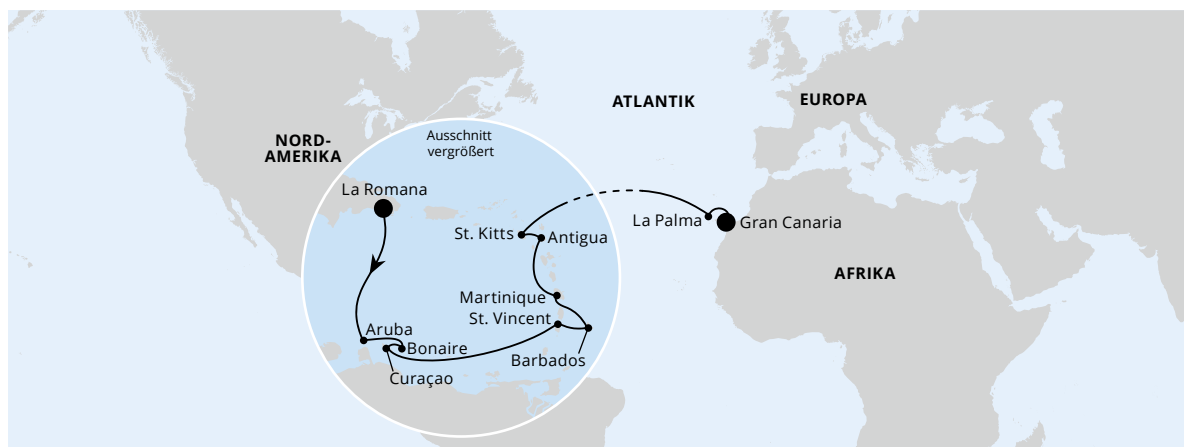 ATLANTIK
EUROPA
NORD-
AMERIKA
Ausschnitt
vergrößert
La Romana
La Palma
Gran Canaria
St. Kitts
Antigua
AFRIKA
Martinique
St. Vincent
Aruba
Bonaire
Barbados
Curaçao